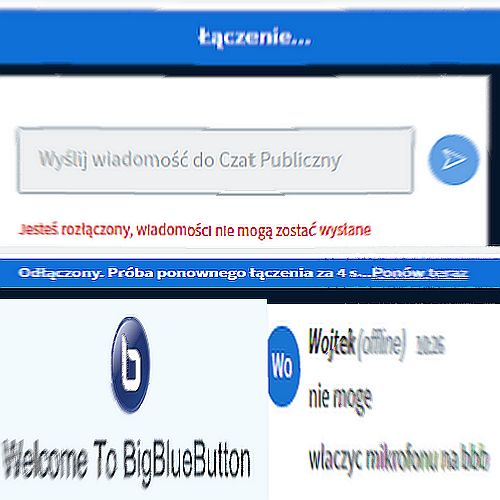 Łączenie...
Wyślij wiadomość do Czat Publiczny
Jesteś rozłączony, wiadomości nie mogą zostać wysłane
Odłączony. Próba ponownego łączenia za 4 s...Ponów teraz
b
Welcome To BigBlueButton
Wo
Wojtek (offline) 10:26
nie moge
wlaczyc mikrofonu na bbb